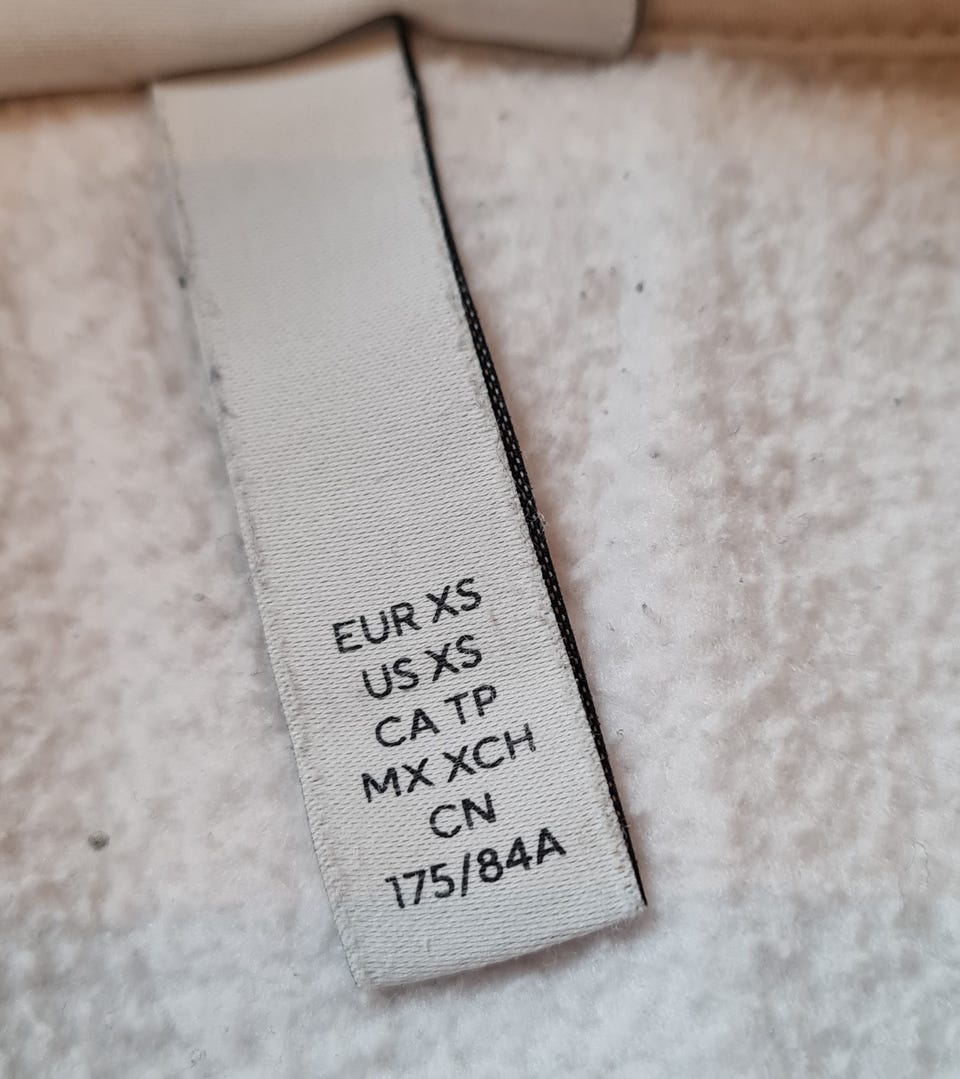 EUR XS
US XS
CA TP
MX XCH
CN
175/84A